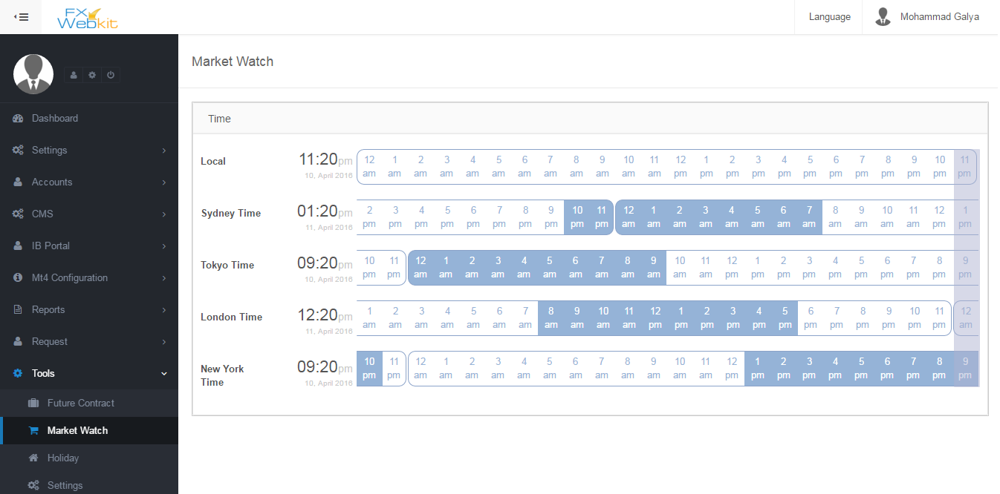 FX
Webkit
Language
Mohammad Galya
Market Watch
Dashboard
Settings
Accounts
CMS
IB Portal
Mt4 Configuration
Reports
Request
Tools
Future Contract
Market Watch
Holiday
Settings
Time
Local
11:20pm
10, April 2016
12 1 2 3 4 5 6 7 8 9 10 11 12 1 2 3 4 5 6 7 8 9 10 11
am am am am am am am am am am am am pm pm pm pm pm pm pm pm pm pm pm pm
Sydney Time
01:20pm
11, April 2016
2 3 4 5 6 7 8 9 10 11 12 1 2 3 4 5 6 7 8 9 10 11 12 1
pm pm pm pm pm pm pm pm pm pm am am am am am am am am am am am am pm pm
Tokyo Time
09:20pm
10, April 2016
10 11 12 1 2 3 4 5 6 7 8 9 10 11 12 1 2 3 4 5 6 7 8 9
pm pm am am am am am am am am am am am am pm pm pm pm pm pm pm pm pm pm
London Time
12:20pm
11, April 2016
1 2 3 4 5 6 7 8 9 10 11 12 1 2 3 4 5 6 7 8 9 10 11 12
am am am am am am am am am am am pm pm pm pm pm pm pm pm pm pm pm pm am
New York
Time
09:20pm
10, April 2016
10 11 12 1 2 3 4 5 6 7 8 9 10 11 12 1 2 3 4 5 6 7 8 9
pm pm am am am am am am am am am am am am pm pm pm pm pm pm pm pm pm pm